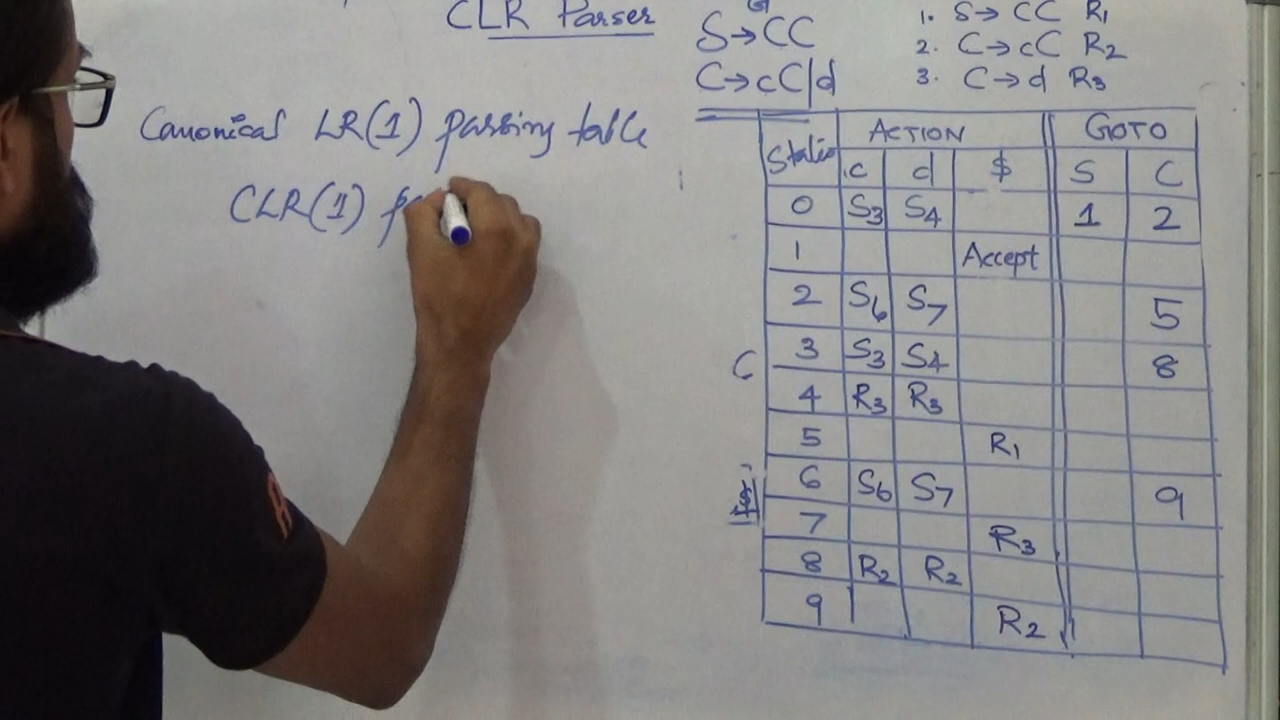 CLR Parser
S→CC
C→cC|d
1. S→ CC R1
2. C→cC R2
3. C→d R3
Canonical LR(1) parsing table
CLR(1) p
States ACTION GOTO
c d $ S C
0 S3 S4 1 2
1 Accept
2 S6 S7 5
3 S3 S4 8
4 R3 R3
5 R1
6 S6 S7 9
7 R3
8 R2 R2
9 R2
C